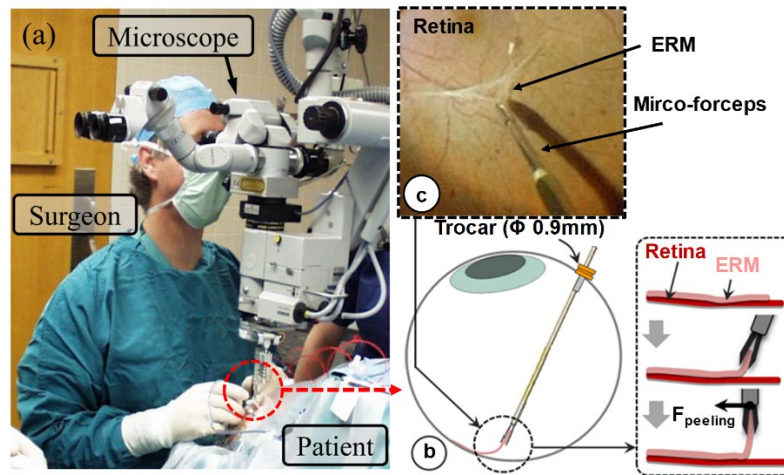 (a)
Microscope
Surgeon
Patient
Retina
ERM
Mirco-forceps
c
Trocar (Φ 0.9mm)
b
Retina
ERM
Fpeeling